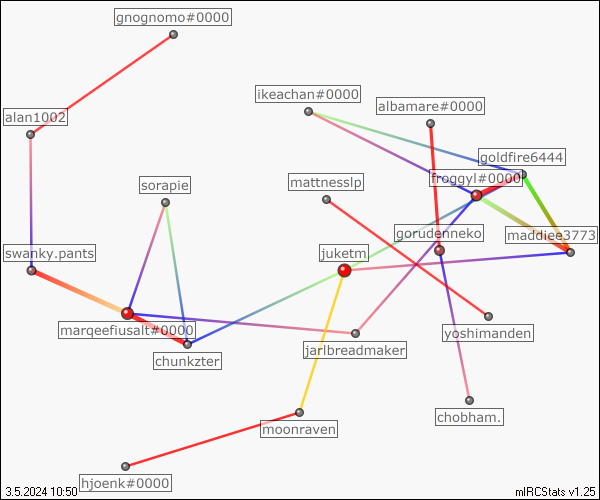 gnognomo#0000
ikeachan#0000
albamare#0000
alan1002
goldfire6444
froggyl#0000
sorapie
mattnesslp
gorudeneko
maddiee3773
swanky.pants
juketm
marqeefiusalt#0000
yoshimanden
jarlbreadmaker
chunkzter
chobham.
moonraven
hjoenk#0000
3.5.2024 10:50
mIRCStats v1.25